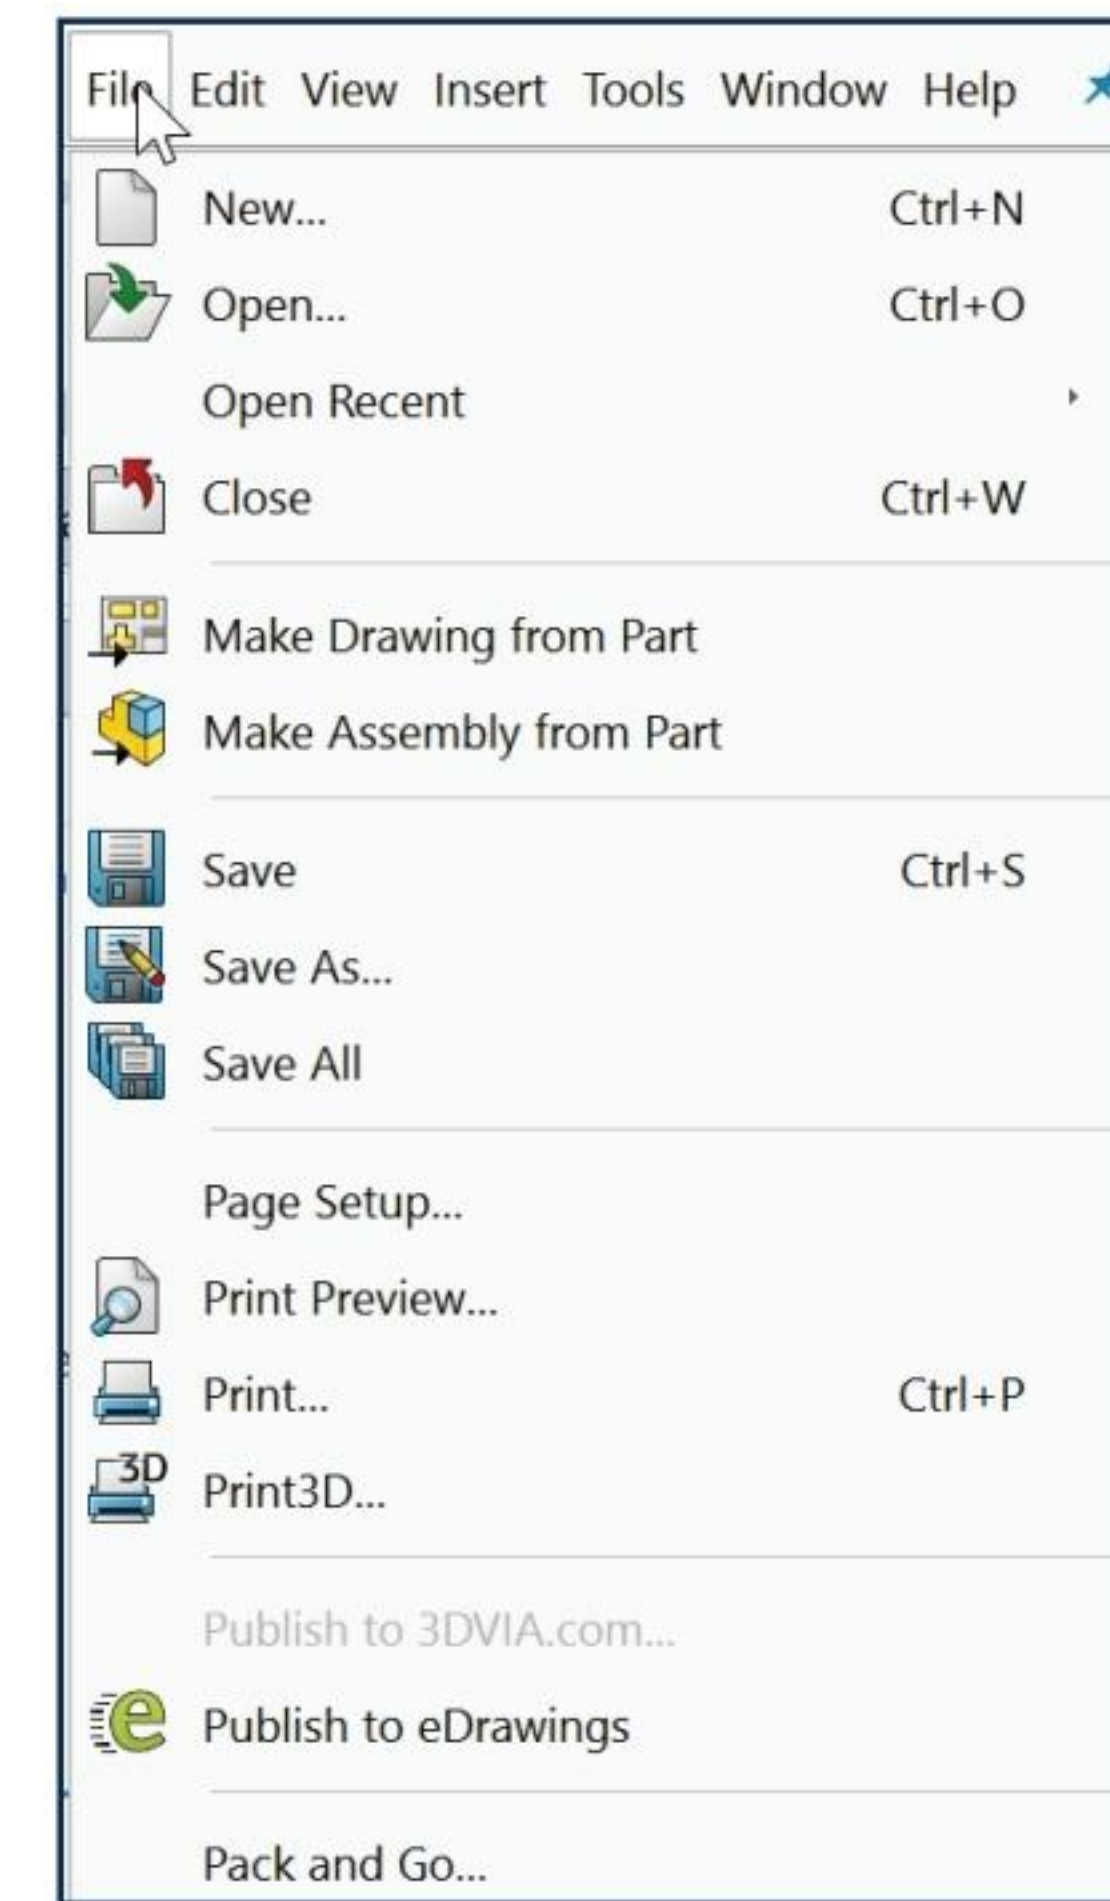 File Edit View Insert Tools Window Help
New... Ctrl+N
Open... Ctrl+O
Open Recent
Close Ctrl+W
Make Drawing from Part
Make Assembly from Part
Save Ctrl+S
Save As...
Save All
Page Setup...
Print Preview...
Print... Ctrl+P
3D
Print3D...
Publish to 3DVIA.com...
e
Publish to eDrawings
Pack and Go...